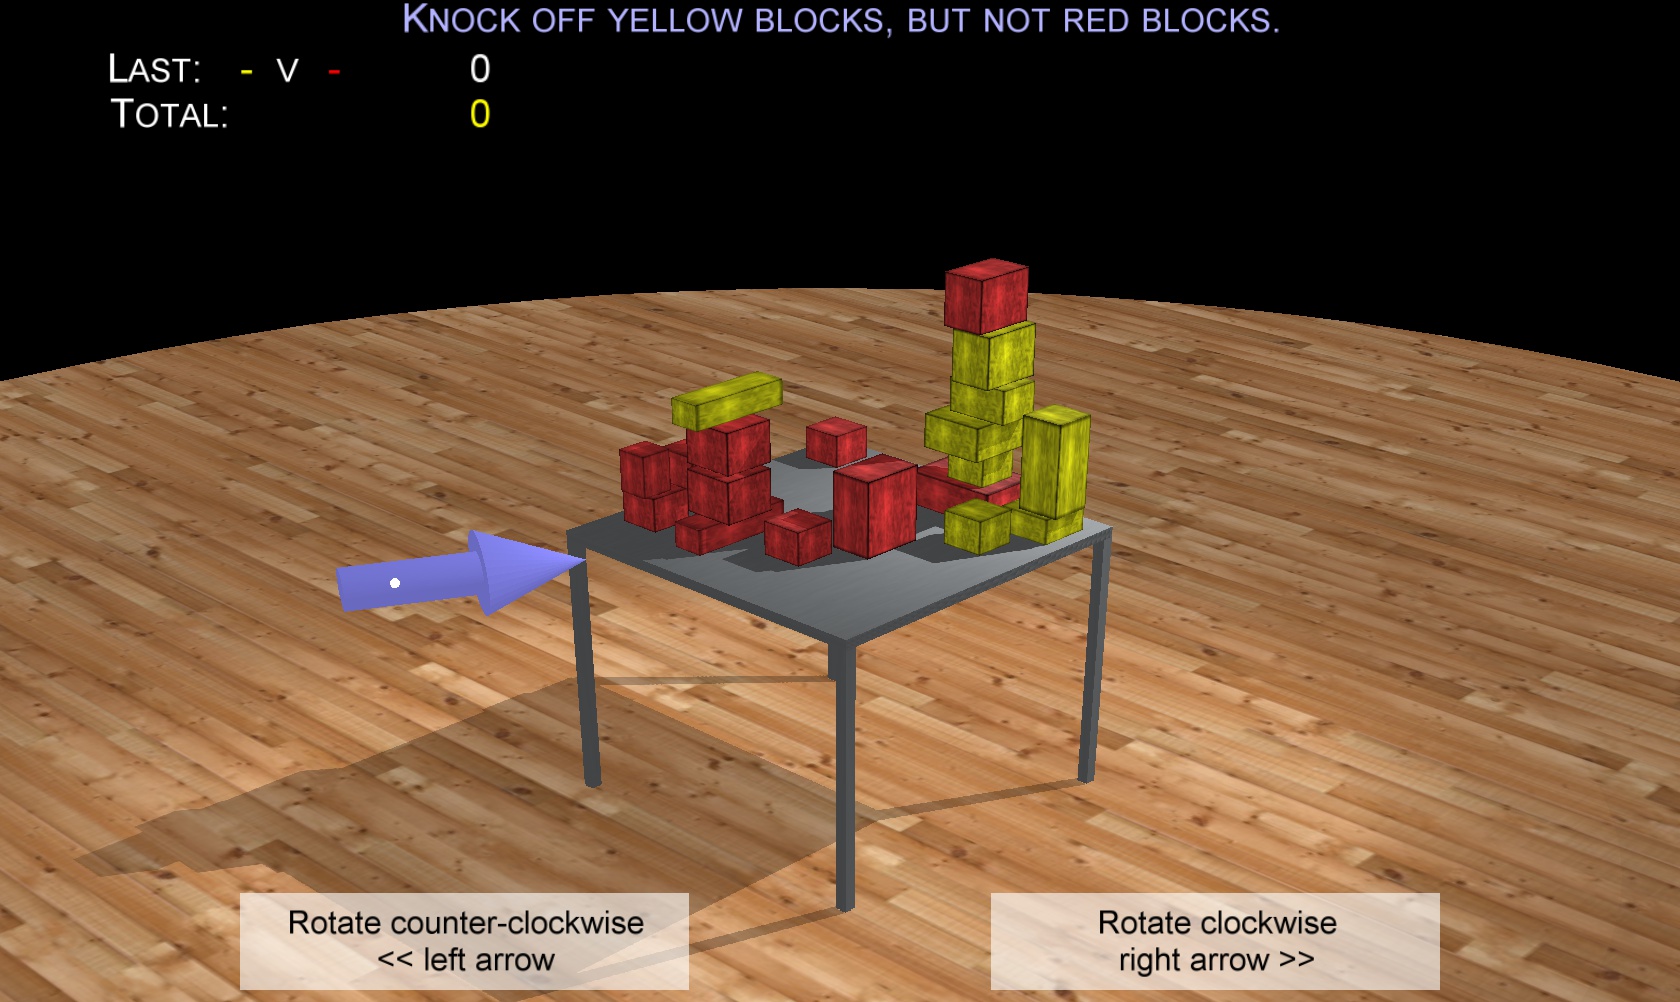 Knock off yellow blocks, but not red blocks.
Last: - v - 0
Total: 0
Rotate counter-clockwise
<< left arrow
Rotate clockwise
right arrow >>